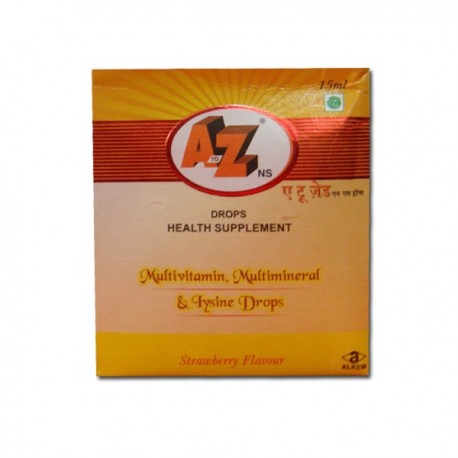 15ml
A TO Z NS
ए टू ज़ेड एन एस ड्रॉप्स
DROPS
HEALTH SUPPLEMENT
Multivitamin, Multimineral
& Lysine Drops
Strawberry Flavour
a
ALKEM